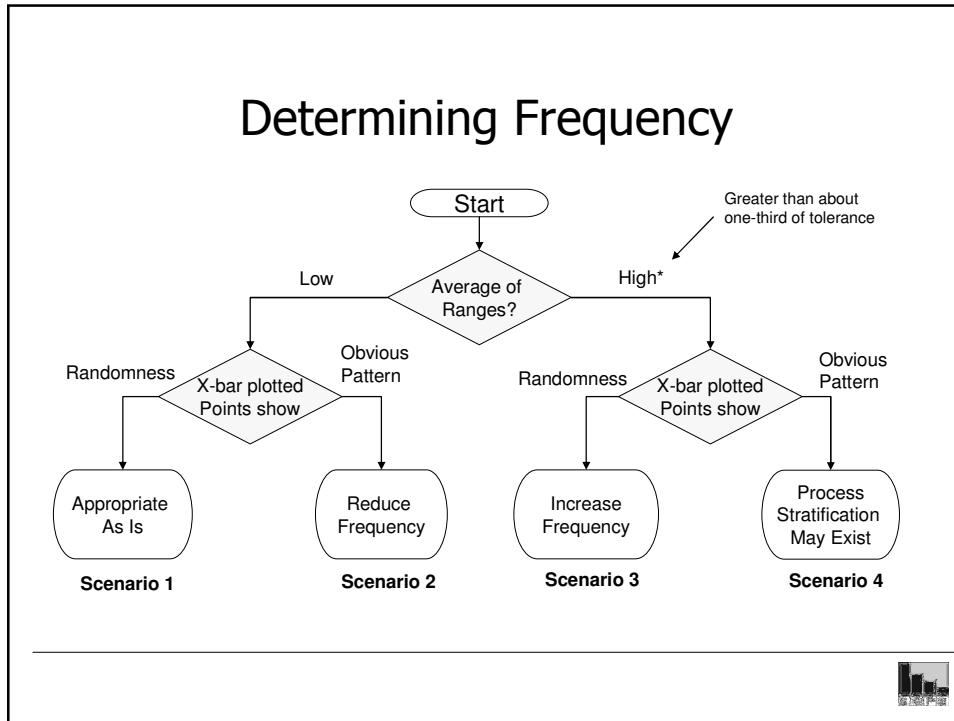 Determining Frequency
Start
Greater than about
one-third of tolerance
Low
High*
Average of
Ranges?
Randomness
Obvious
Pattern
X-bar plotted
Points show
Randomness
Obvious
Pattern
X-bar plotted
Points show
Appropriate
As Is
Reduce
Frequency
Increase
Frequency
Process
Stratification
May Exist
Scenario 1
Scenario 2
Scenario 3
Scenario 4